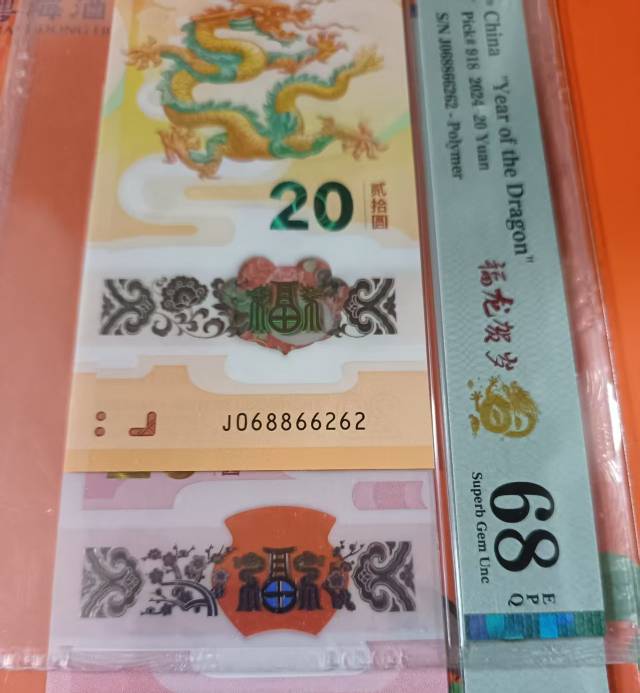 20
贰拾圆
J068866262
China "Year of the Dragon"
Pick# 918 2024 20 Yuan
S/N J068866262 - Polymer
福龙贺岁
68
EPQ
Superb Gem Unc